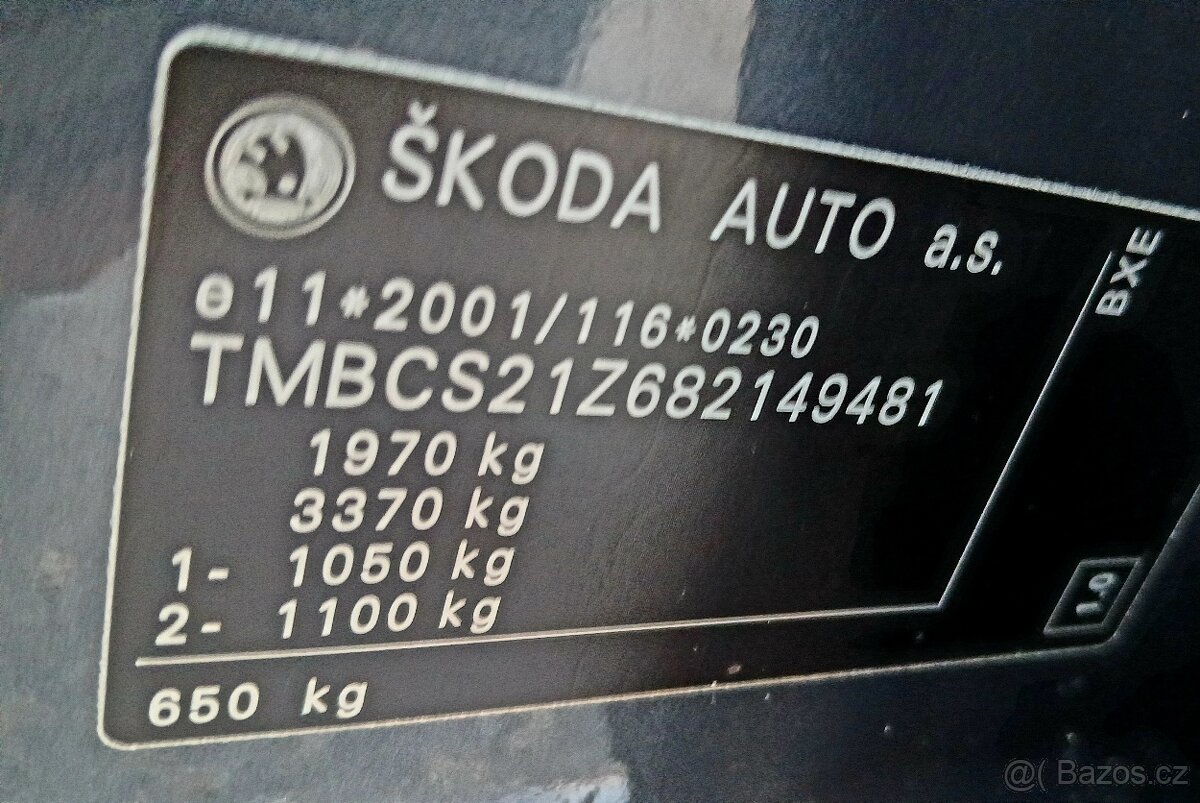 ŠKODA AUTO a.s.
e11*2001/116*0230
TMBCS21Z682149481
1970 kg
3370 kg
1- 1050 kg
2- 1100 kg
650 kg
BXE
1.0
@( Bazos.cz